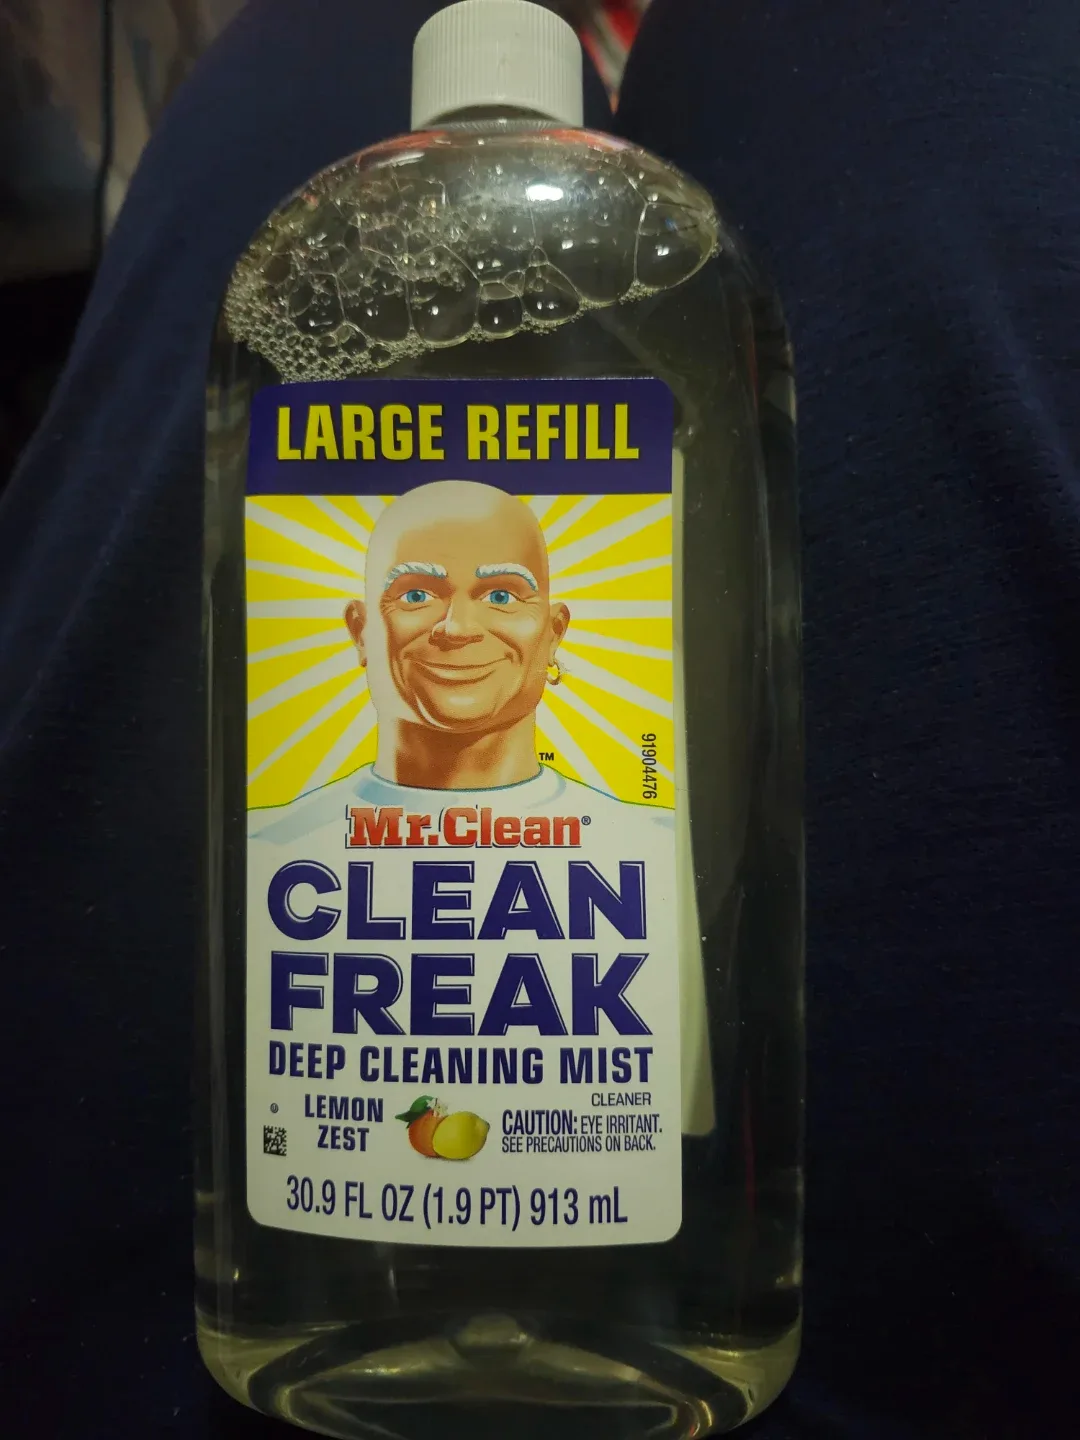 LARGE REFILL
91904476
TM
Mr. Clean®
CLEAN
FREAK
DEEP CLEANING MIST
CLEANER
LEMON
ZEST
CAUTION: EYE IRRITANT.
SEE PRECAUTIONS ON BACK.
30.9 FL OZ (1.9 PT) 913 mL